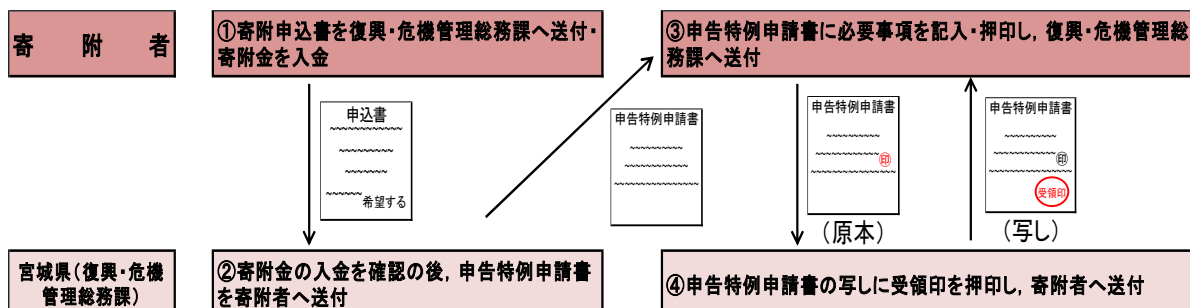 寄附者
①寄附申込書を復興・危機管理総務課へ送付・
寄附金を入金
③申告特例申請書に必要事項を記入・押印し，復興・危機管理総
務課へ送付
申込書
希望する
申告特例申請書
申告特例申請書
印
（原本）
申告特例申請書
印
受領印
（写し）
宮城県（復興・危機
管理総務課）
②寄附金の入金を確認の後，申告特例申請書
を寄附者へ送付
④申告特例申請書の写しに受領印を押印し，寄附者へ送付